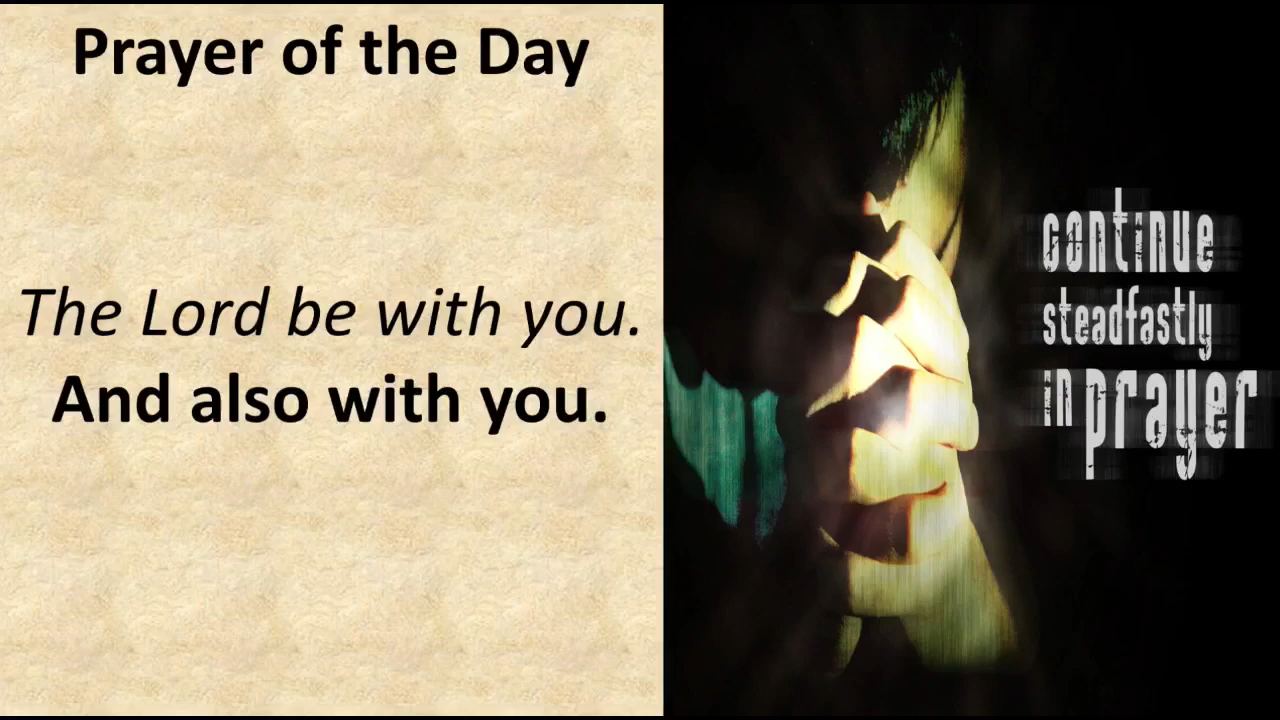 Prayer of the Day
The Lord be with you.
And also with you.
continue
steadfastly
in prayer